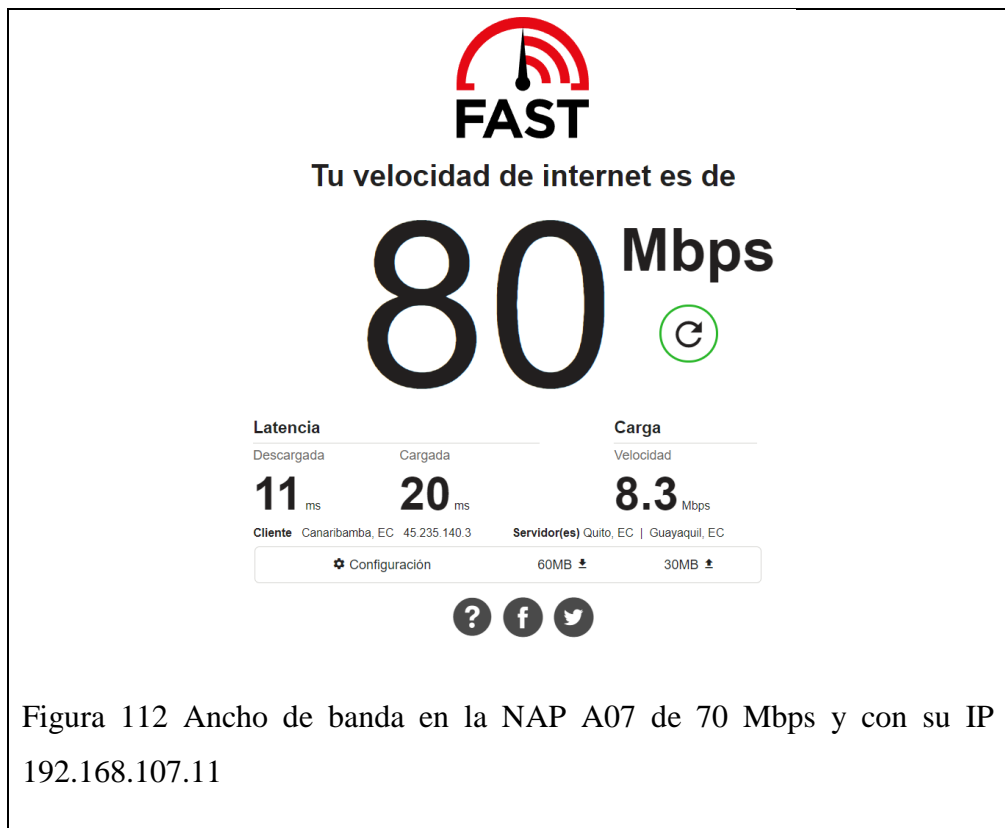 FAST
Tu velocidad de internet es de
80 Mbps
Latencia Carga
Descargada Cargada Velocidad
11 ms 20 ms 8.3 Mbps
Cliente Canaribamba, EC 45.235.140.3 Servidor(es) Quito, EC | Guayaquil, EC
Configuración 60MB 30MB
? f
Figura 112 Ancho de banda en la NAP A07 de 70 Mbps y con su IP
192.168.107.11